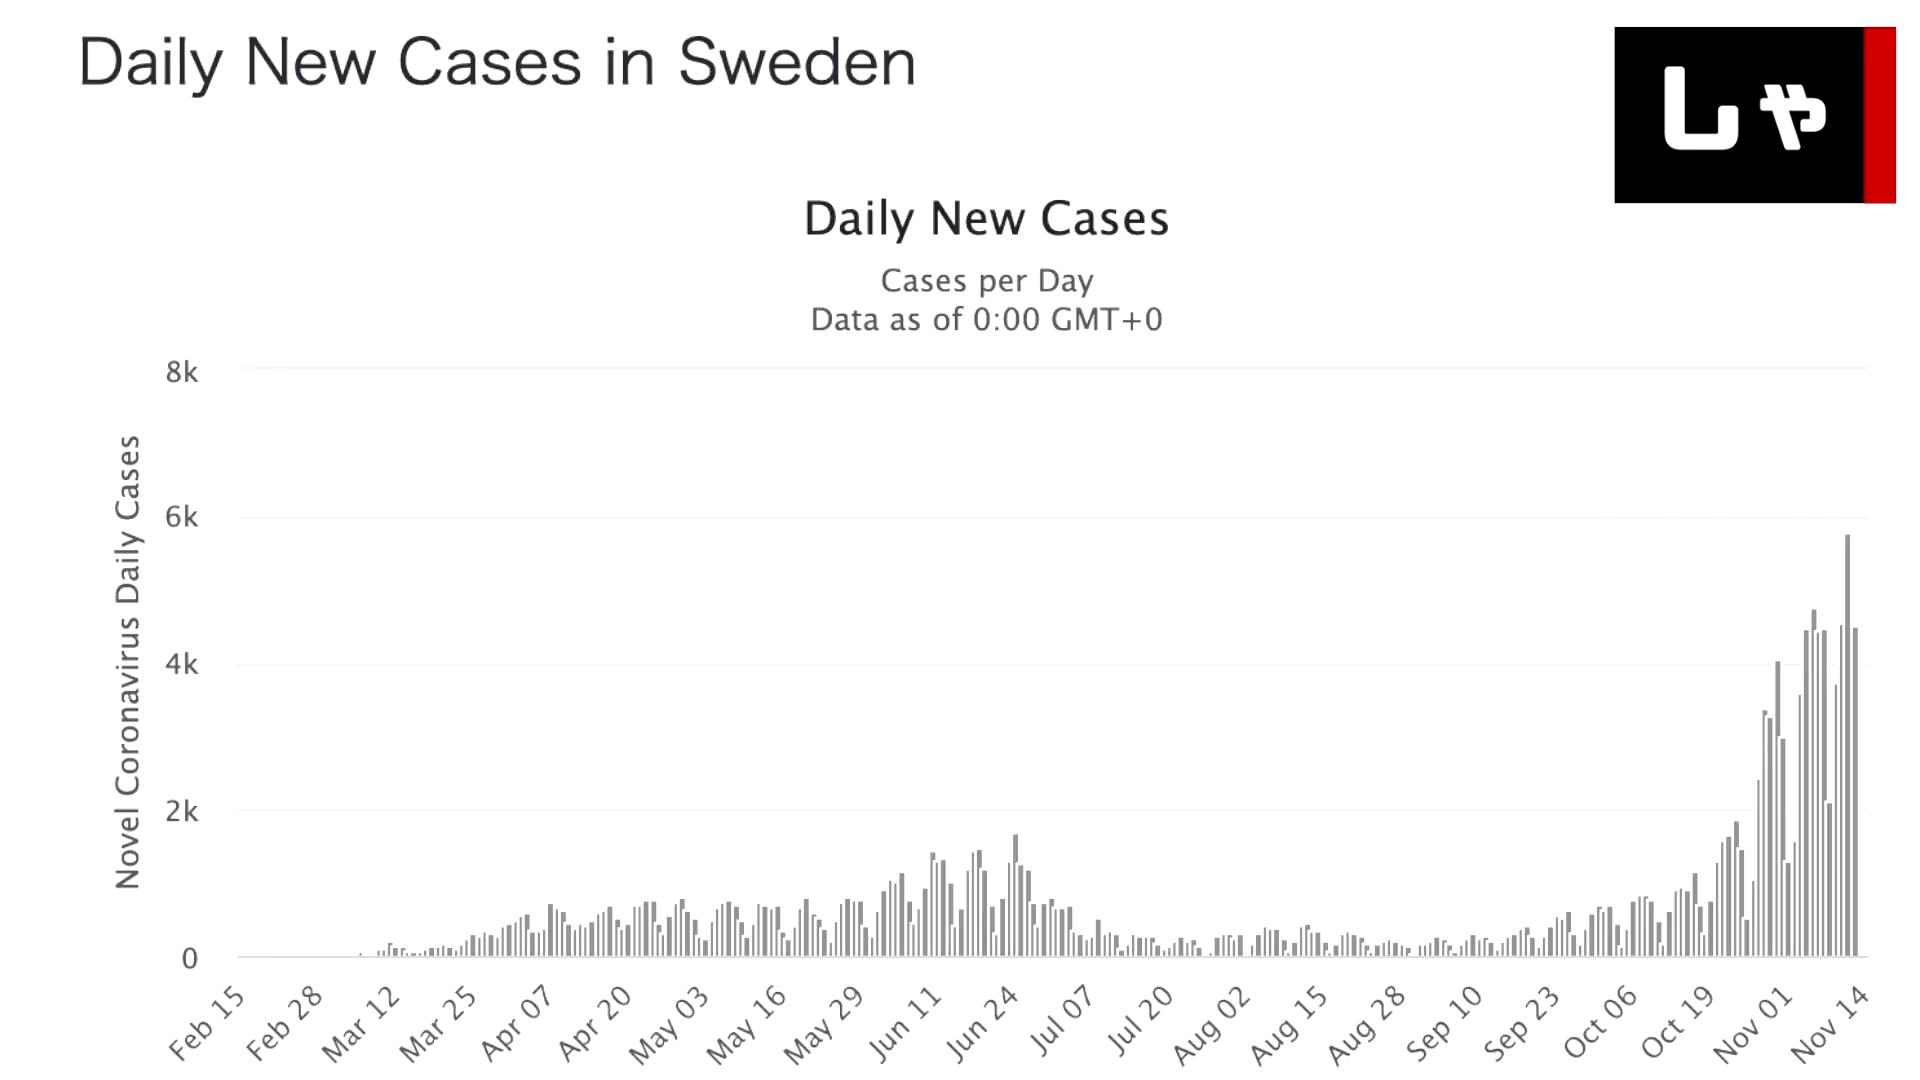 Daily New Cases in Sweden
しゃ
Daily New Cases
Cases per Day
Data as of 0:00 GMT+0
Novel Coronavirus Daily Cases
8k
6k
4k
2k
0
Feb 15
Feb 28
Mar 12
Mar 25
Apr 07
Apr 20
May 03
May 16
May 29
Jun 11
Jun 24
Jul 07
Jul 20
Aug 02
Aug 15
Aug 28
Sep 10
Sep 23
Oct 06
Oct 19
Nov 01
Nov 14